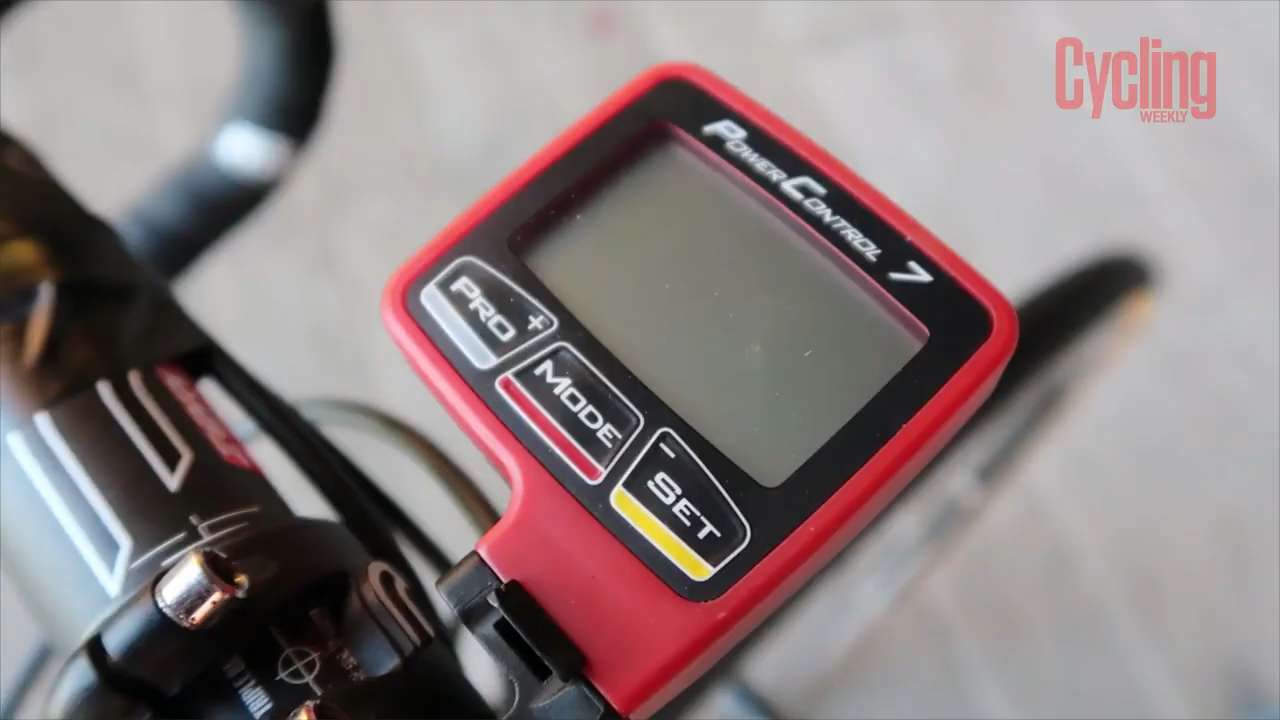 Cycling
WEEKLY
POWERCONTROL 7
PRO +
MODE
- SET